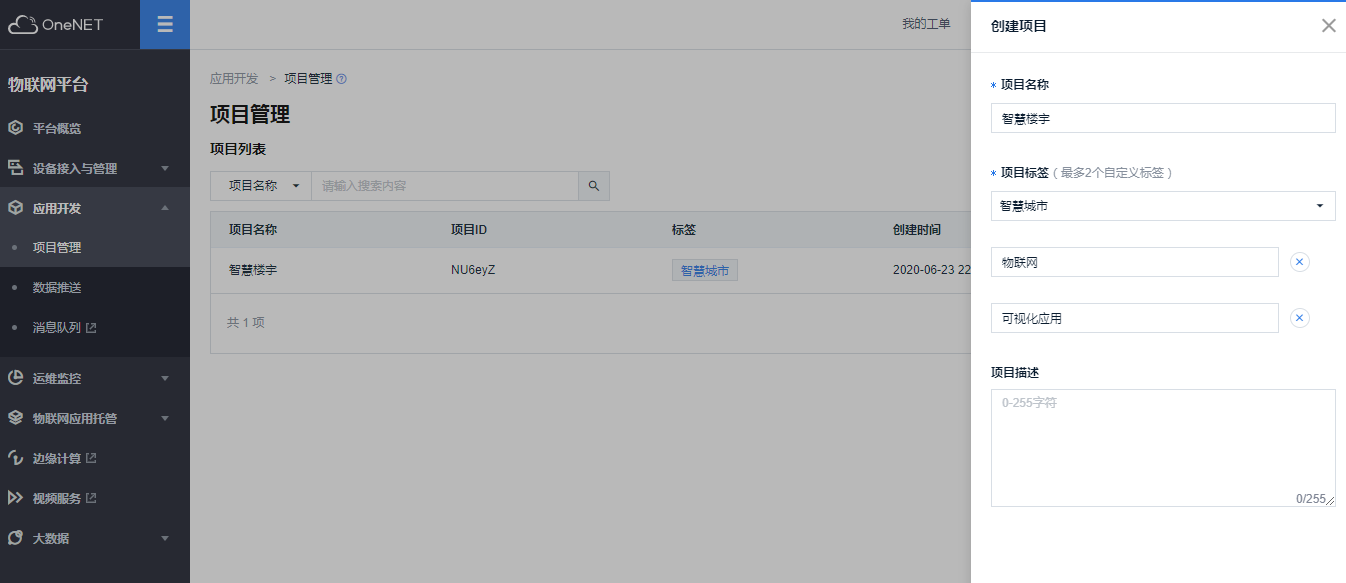 OneNET
物联网平台
平台概览
设备接入与管理
应用开发
项目管理
数据推送
消息队列
运维监控
物联网应用托管
边缘计算
视频服务
大数据
我的工单
应用开发 > 项目管理
项目管理
项目列表
项目名称 请输入搜索内容
项目名称 项目ID 标签 创建时间
智慧楼宇 NU6eyZ 智慧城市 2020-06-23 22
共 1 项
创建项目
* 项目名称
智慧楼宇
* 项目标签（最多2个自定义标签）
智慧城市
物联网
可视化应用
项目描述
0-255字符
0/255